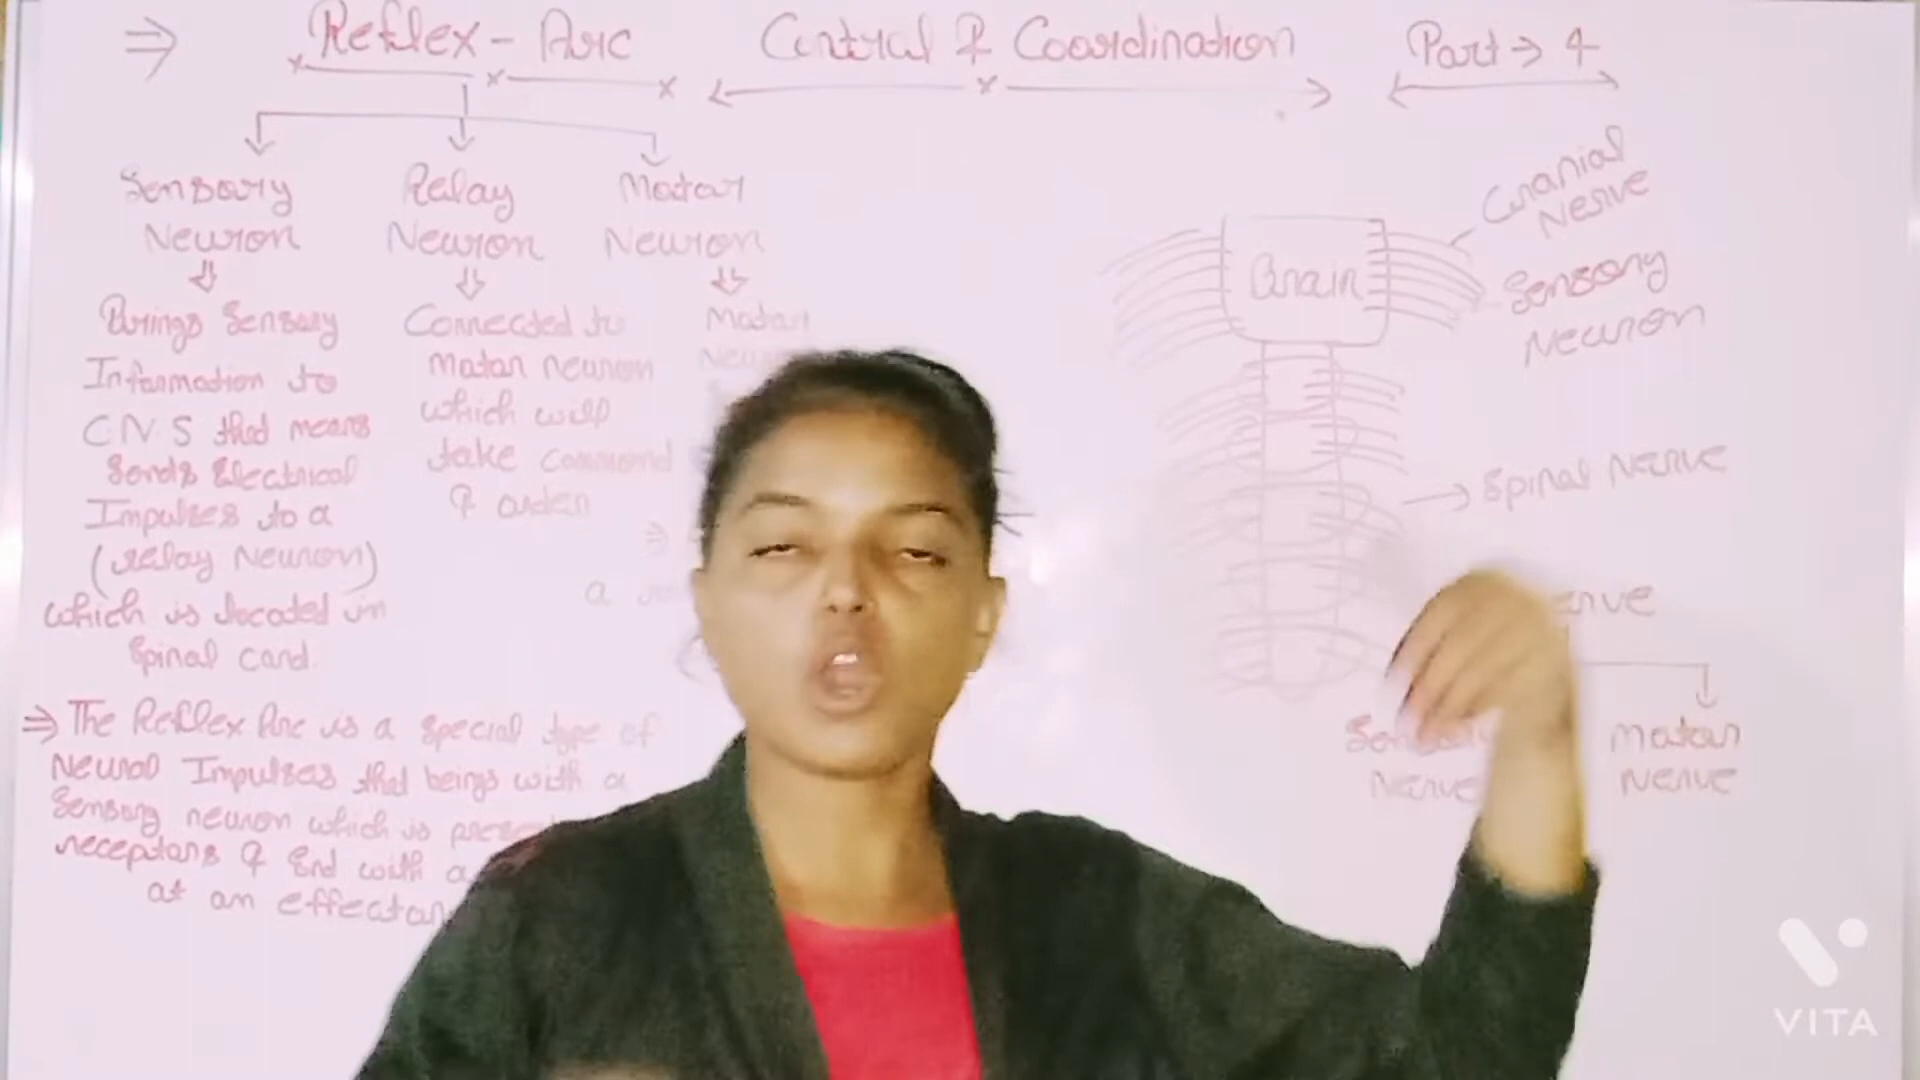 ⇒ Reflex - Arc Control & Coordination Part → 4
Sensory Neuron
Relay Neuron
Motor Neuron
Brings Sensory
Information to
C.N.S that means
Sends Electrical
Impulses to a
(relay Neuron)
which is located in
Spinal cord.
Connected to
motor neuron
which will
take command
& order
Motor
⇒
a
⇒ The Reflex Arc is a special type of
Neural Impulses that beings with a
Sensory neuron which is
receptors & End with a
at an effector
Brain
Cranial
Nerve
Sensory
Neuron
→ Spinal Nerve
Nerve
Motor
Nerve
VITA